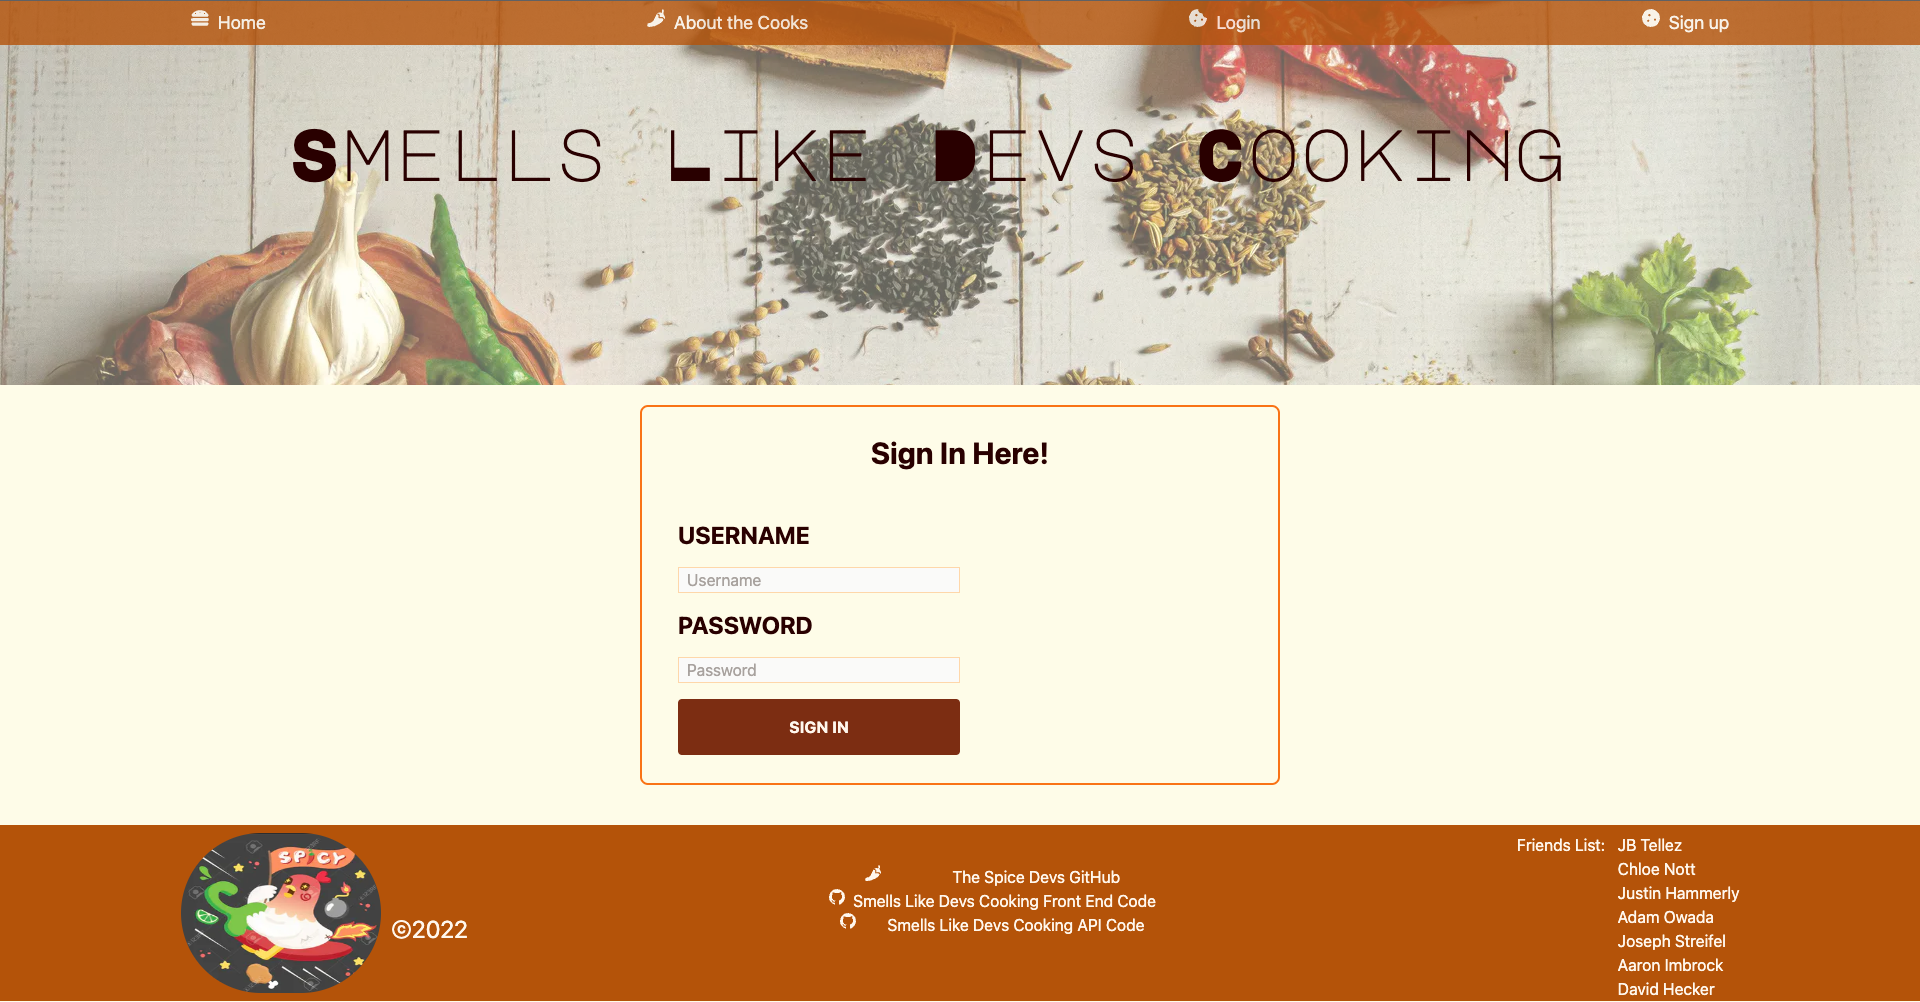 Home
About the Cooks
Login
Sign up
SMELLS LIKE DEVS COOKING
Sign In Here!
USERNAME
Username
PASSWORD
Password
SIGN IN
SPICY
©2022
The Spice Devs GitHub
Smells Like Devs Cooking Front End Code
Smells Like Devs Cooking API Code
Friends List:
JB Tellez
Chloe Nott
Justin Hammerly
Adam Owada
Joseph Streifel
Aaron Imbrock
David Hecker